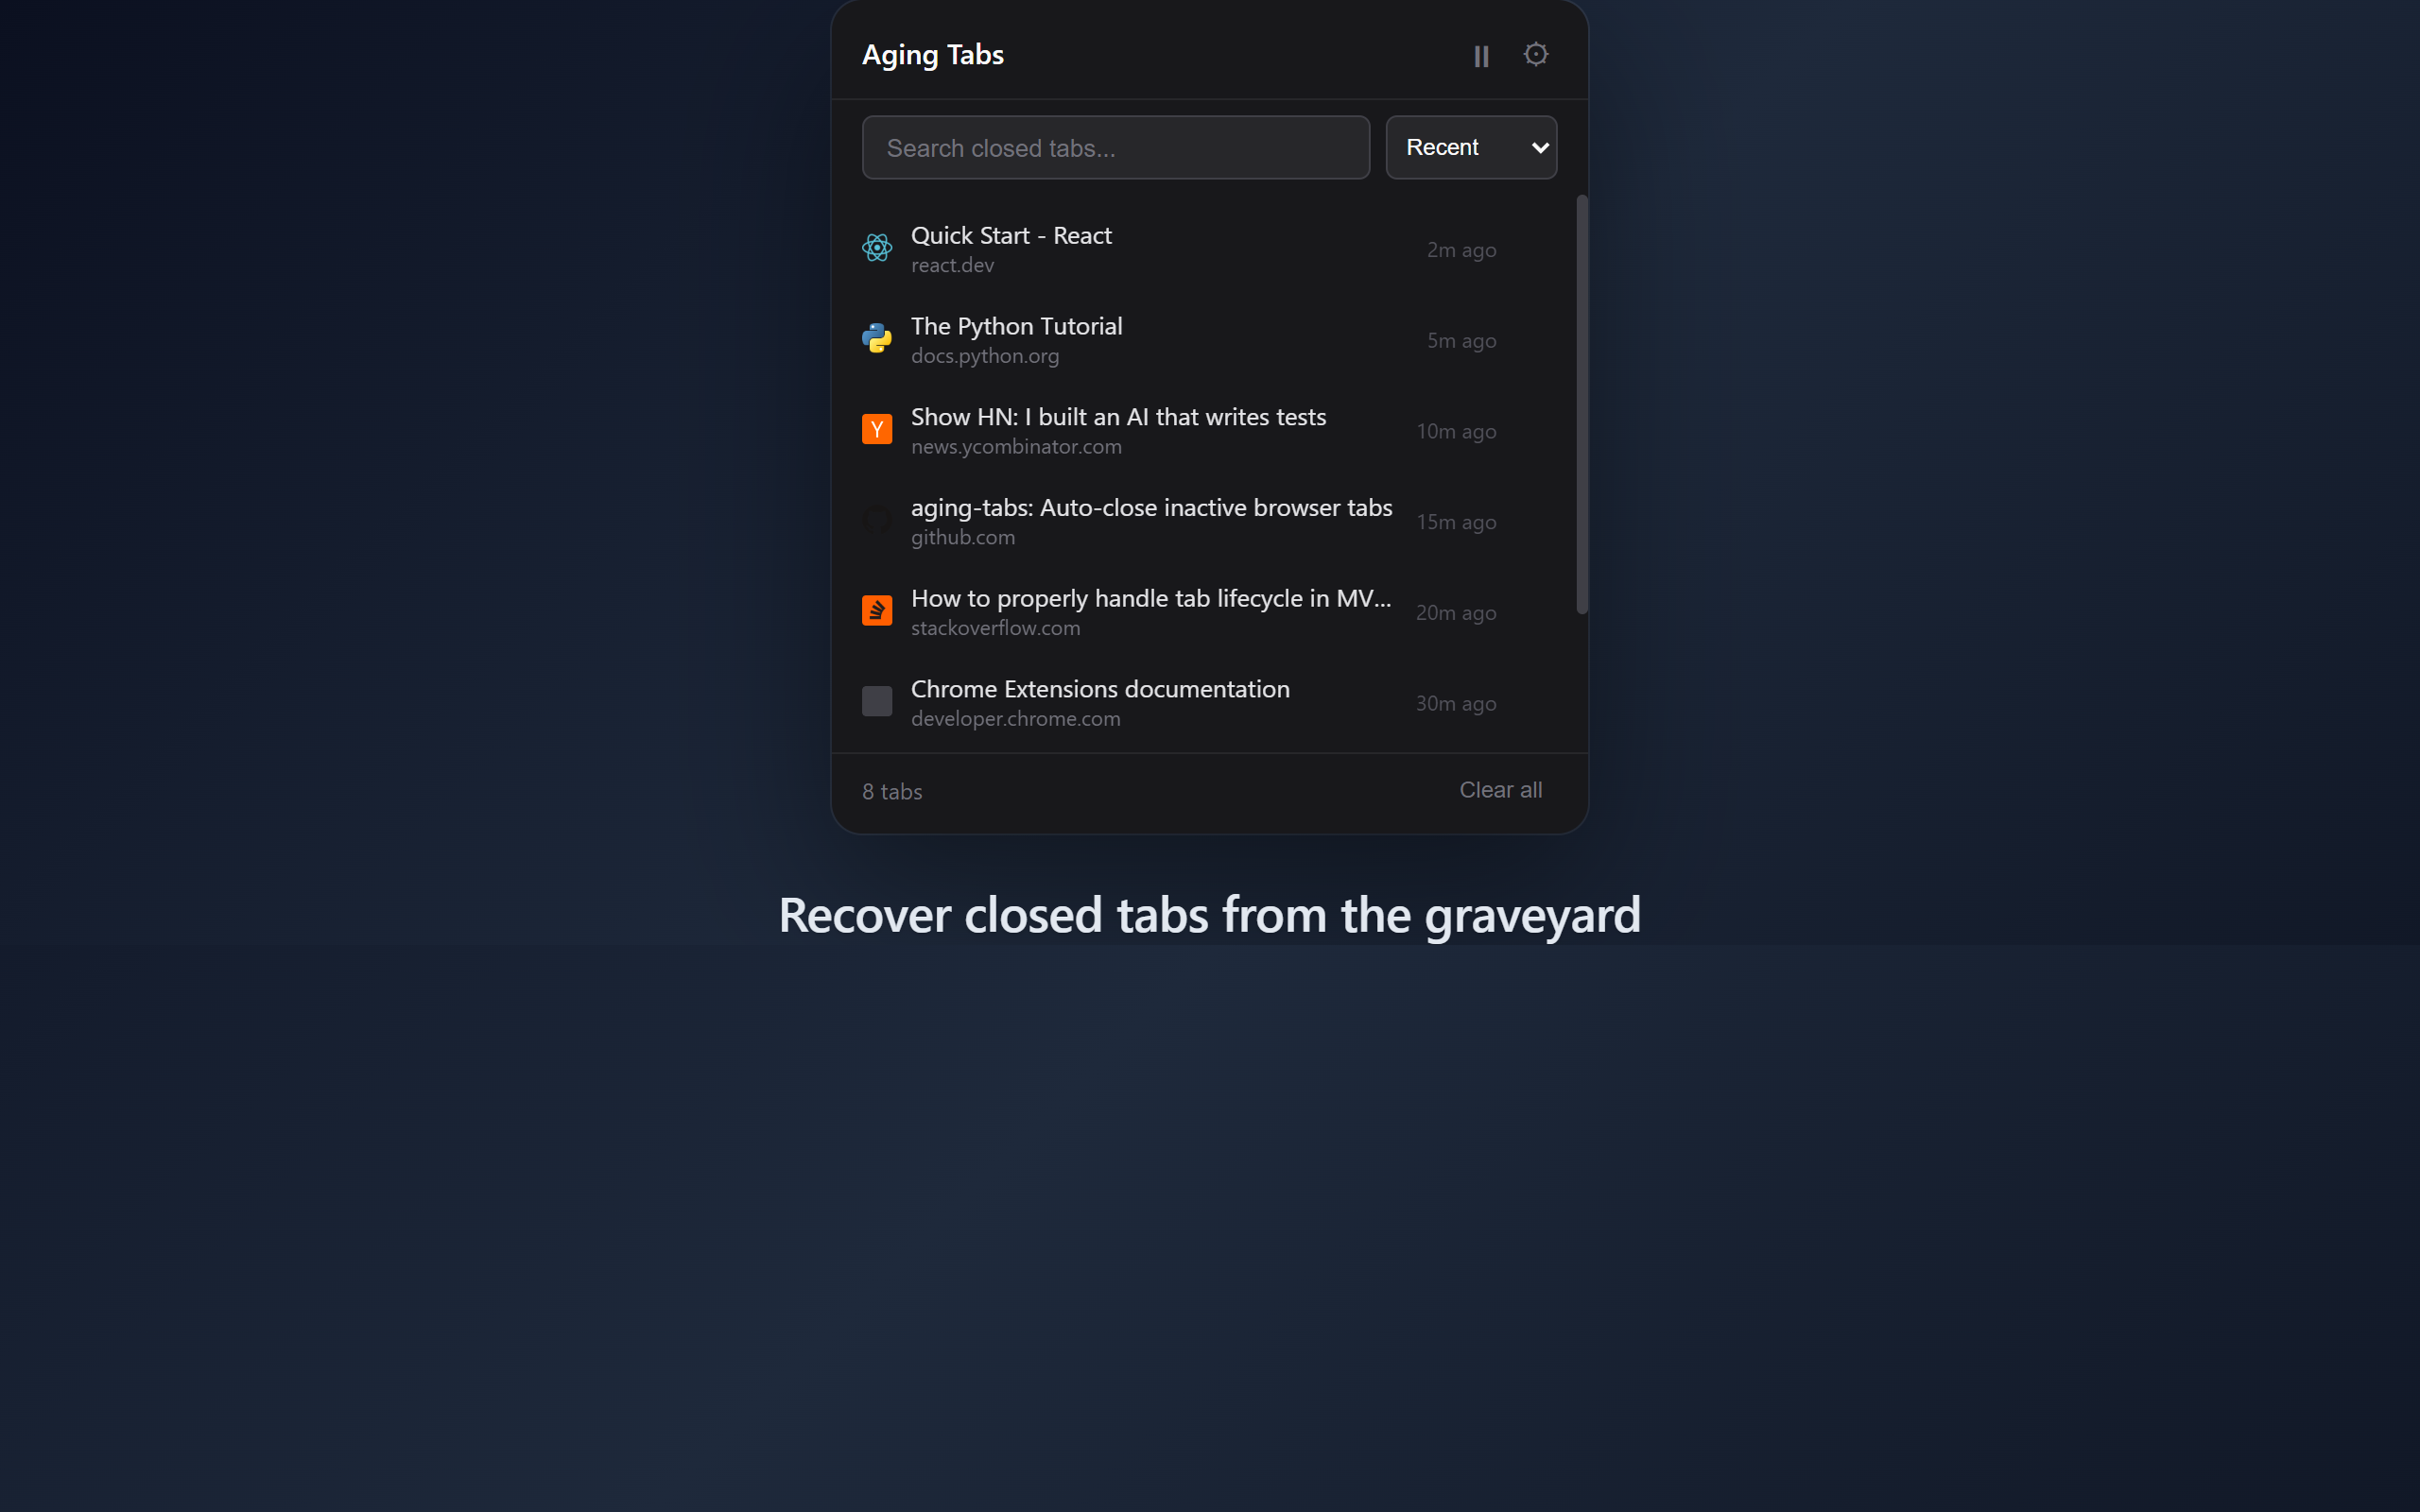 Aging Tabs
Search closed tabs...
Recent
Quick Start - React
react.dev
2m ago
The Python Tutorial
docs.python.org
5m ago
Show HN: I built an AI that writes tests
news.ycombinator.com
10m ago
aging-tabs: Auto-close inactive browser tabs
github.com
15m ago
How to properly handle tab lifecycle in MV...
stackoverflow.com
20m ago
Chrome Extensions documentation
developer.chrome.com
30m ago
8 tabs
Clear all
Recover closed tabs from the graveyard